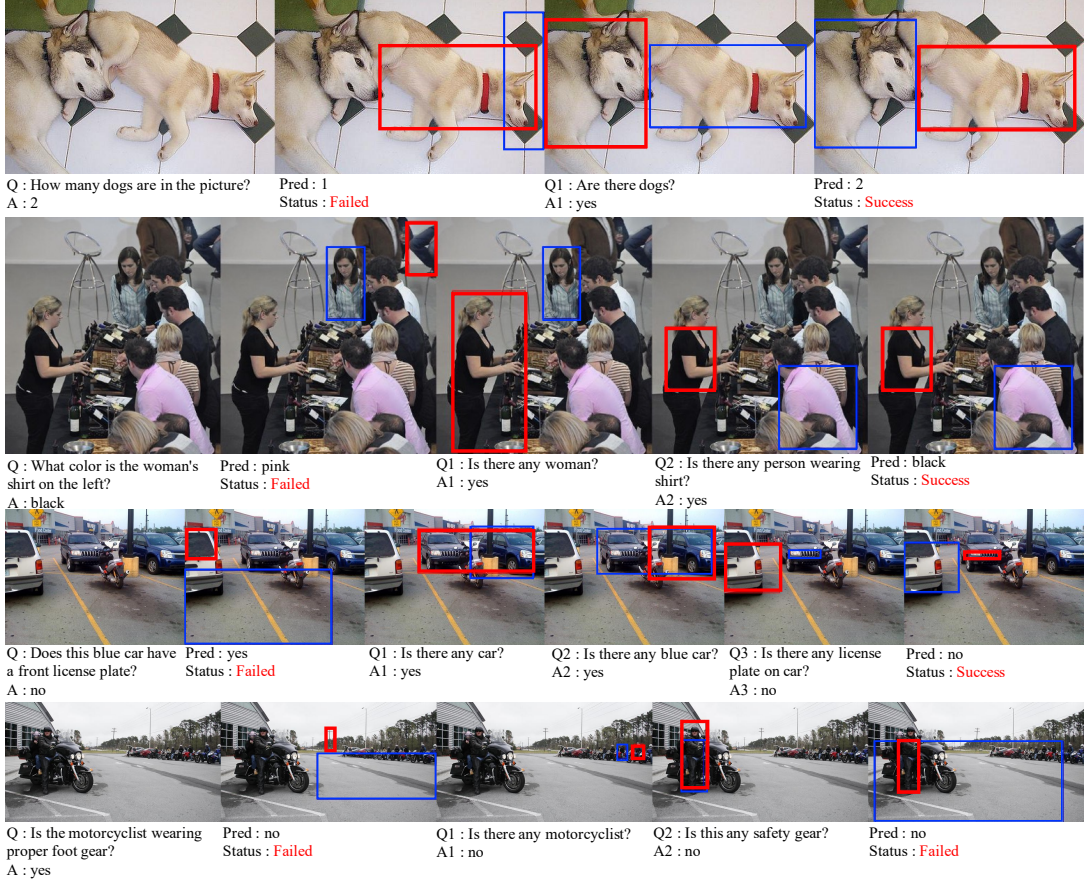 Q : How many dogs are in the picture?
A : 2
Pred : 1
Status : Failed
Q1 : Are there dogs?
A1 : yes
Pred : 2
Status : Success
Q : What color is the woman's
shirt on the left?
A : black
Pred : pink
Status : Failed
Q1 : Is there any woman?
A1 : yes
Q2 : Is there any person wearing
shirt?
A2 : yes
Pred : black
Status : Success
Q : Does this blue car have
a front license plate?
A : no
Pred : yes
Status : Failed
Q1 : Is there any car?
A1 : yes
Q2 : Is there any blue car?
A2 : yes
Q3 : Is there any license
plate on car?
A3 : no
Pred : no
Status : Success
Q : Is the motorcyclist wearing
proper foot gear?
A : yes
Pred : no
Status : Failed
Q1 : Is there any motorcyclist?
A1 : no
Q2 : Is this any safety gear?
A2 : no
Pred : no
Status : Failed